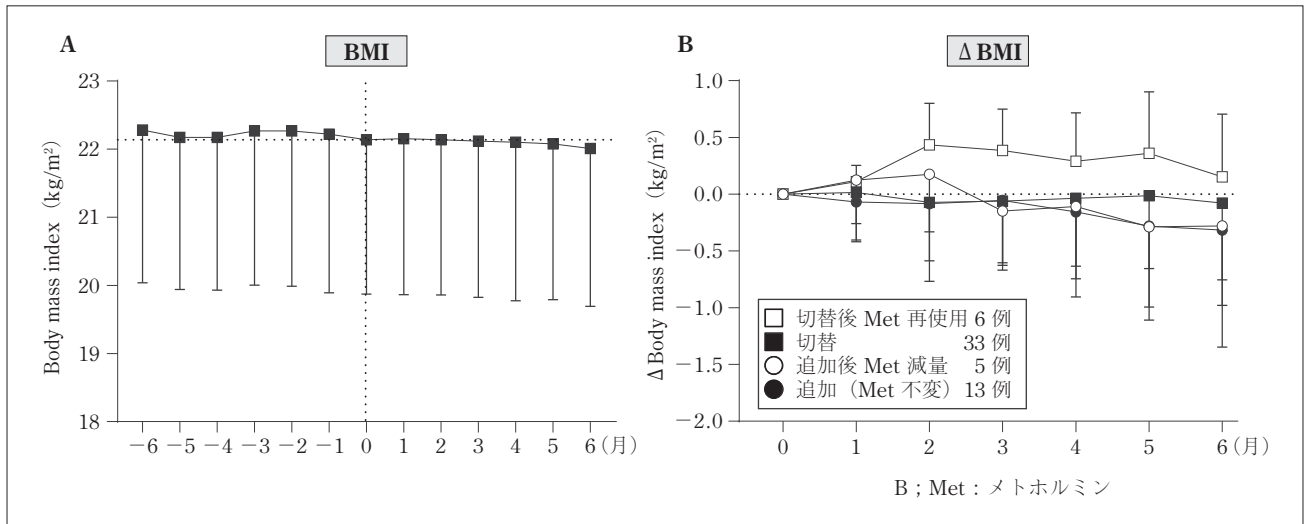 A
BMI
Body mass index (kg/m²)
23
22
21
20
19
18
−6 −5 −4 −3 −2 −1 0 1 2 3 4 5 6 (月)
B
Δ BMI
Δ Body mass index (kg/m²)
1.0
0.5
0.0
−0.5
−1.0
−1.5
−2.0
切替後 Met 再使用 6 例
切替 33 例
追加後 Met 減量 5 例
追加（Met 不変）13 例
0 1 2 3 4 5 6 (月)
B ; Met : メトホルミン